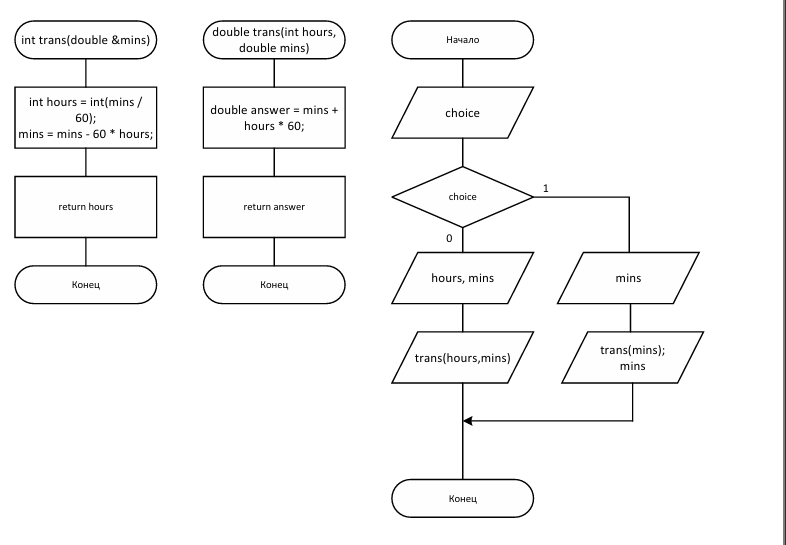 int trans(double &mins)
int hours = int(mins /
60);
mins = mins - 60 * hours;
return hours
Конец
double trans(int hours,
double mins)
double answer = mins +
hours * 60;
return answer
Конец
Начало
choice
choice
1
0
hours, mins
mins
trans(hours,mins)
trans(mins);
mins
Конец